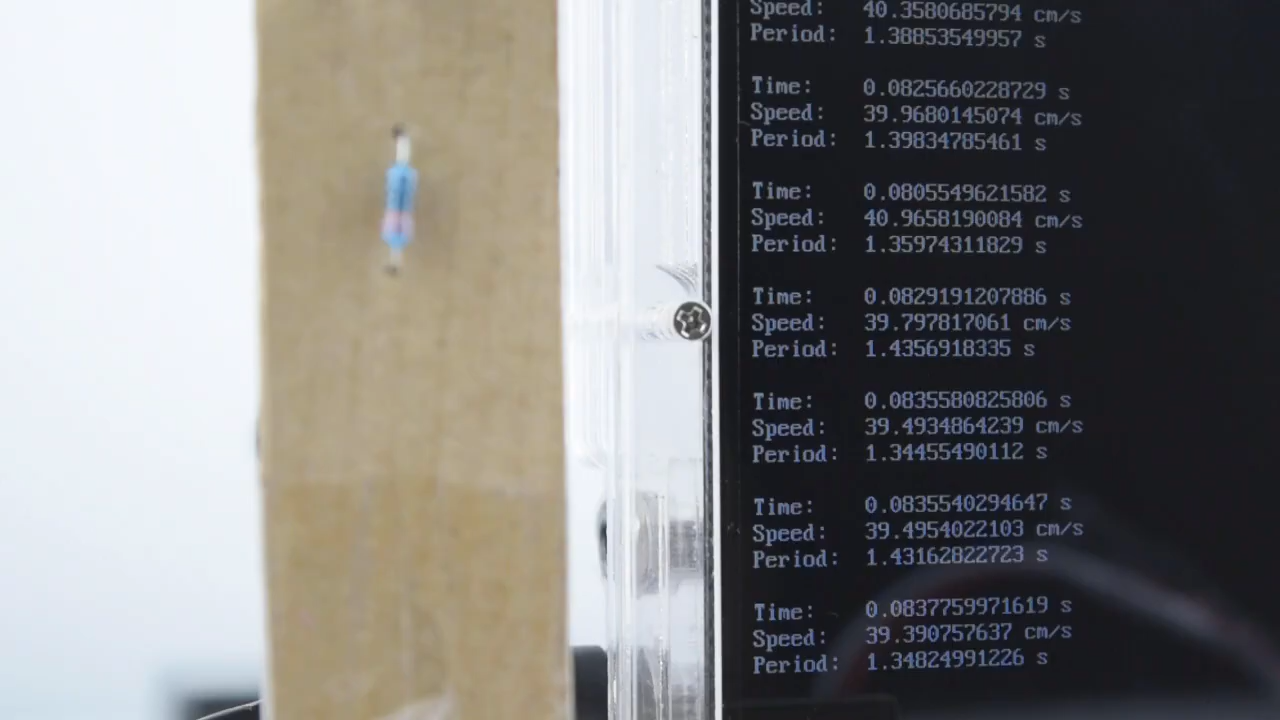 Speed: 40.3580685794 cm/s
Period: 1.38853549957 s
Time: 0.0825660228729 s
Speed: 39.9680145074 cm/s
Period: 1.39834785461 s
Time: 0.0805549621582 s
Speed: 40.9658190084 cm/s
Period: 1.35974311829 s
Time: 0.0829191207886 s
Speed: 39.797817061 cm/s
Period: 1.4356918335 s
Time: 0.0835580825806 s
Speed: 39.4934864239 cm/s
Period: 1.34455490112 s
Time: 0.0835540294647 s
Speed: 39.4954022103 cm/s
Period: 1.43162822723 s
Time: 0.0837759971619 s
Speed: 39.390757637 cm/s
Period: 1.34824991226 s